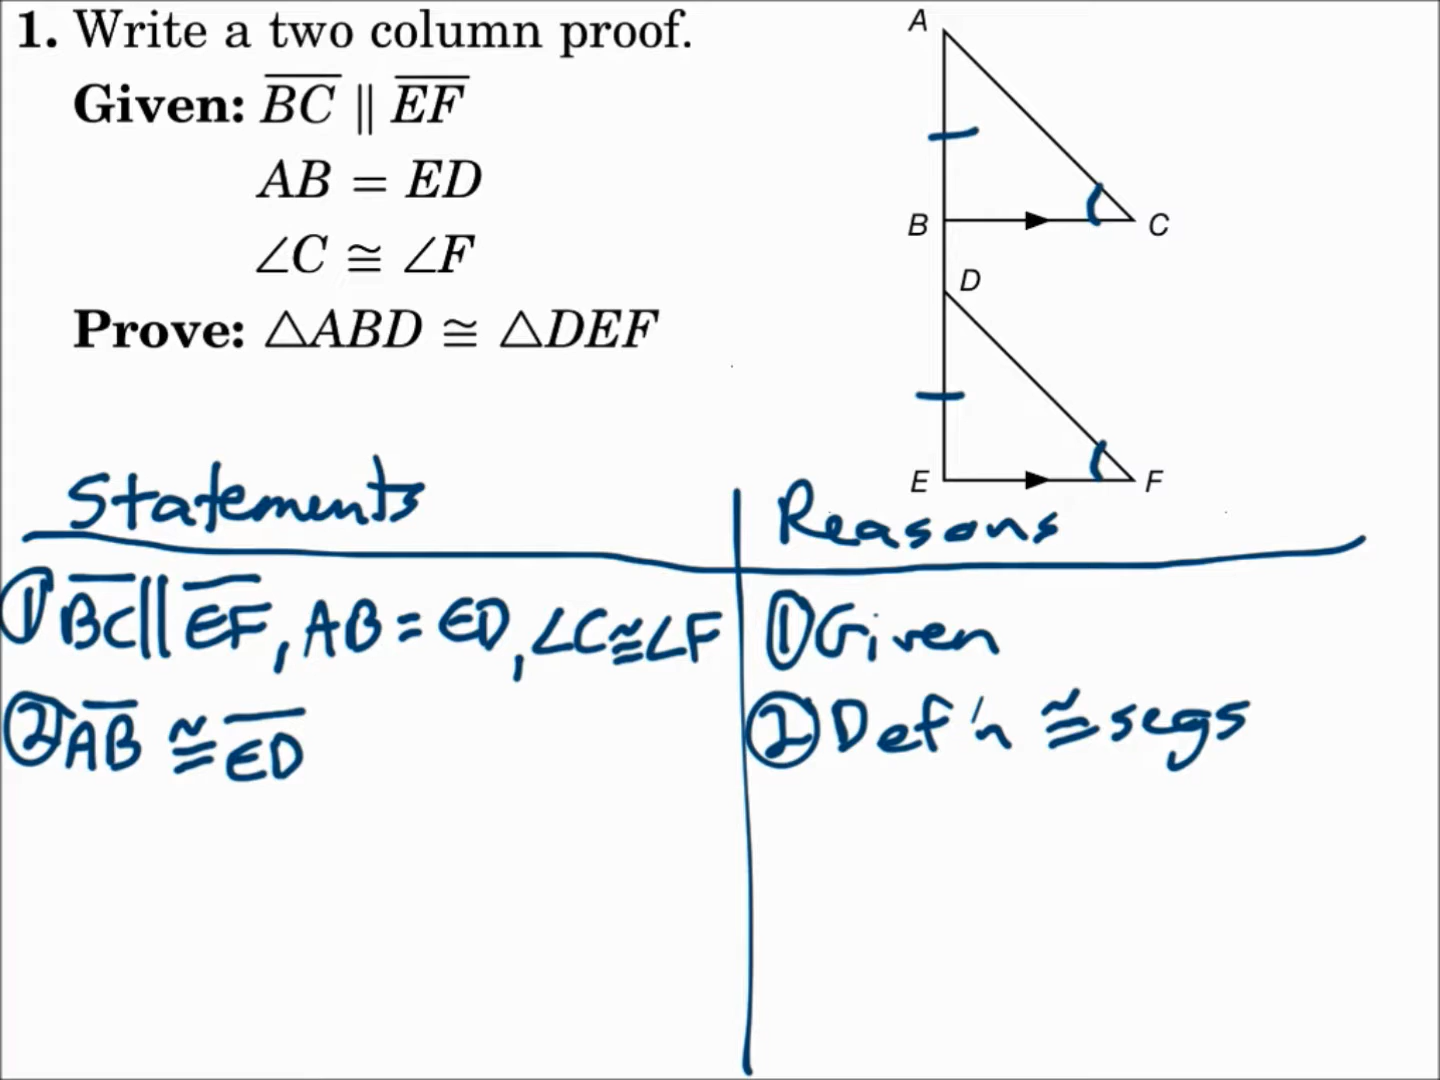 1. Write a two column proof.
Given: BC ∥ EF
AB = ED
∠C ≅ ∠F
Prove: △ABD ≅ △DEF
A
B
C
D
E
F
Statements
Reasons
① BC ∥ EF, AB = ED, ∠C ≅ ∠F
① Given
② AB ≅ ED
② Def'n ≅ segs